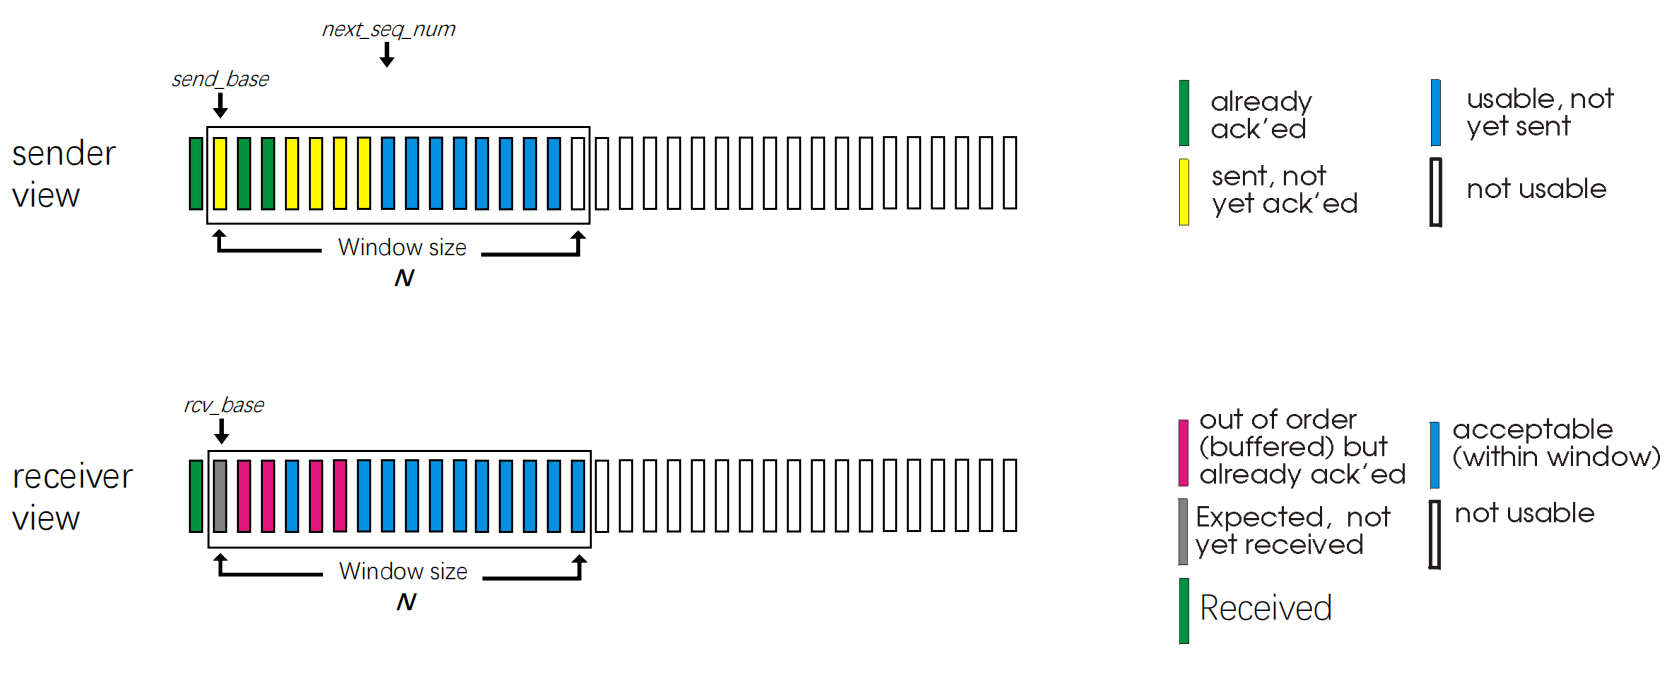 next_seq_num
send_base
sender
view
Window size
N
already
ack'ed
sent, not
yet ack'ed
usable, not
yet sent
not usable
rcv_base
receiver
view
Window size
N
out of order
(buffered) but
already ack'ed
Expected, not
yet received
Received
acceptable
(within window)
not usable